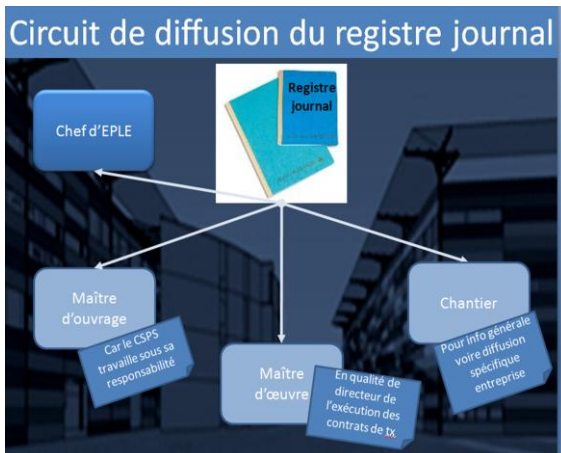 Circuit de diffusion du registre journal
Registre
journal
Chef d'EPLE
Maître
d'ouvrage
Car le CSPS
travaille sous sa
responsabilité
Maître
d'œuvre
En qualité de
directeur de
l'exécution des
contrats de tx
Chantier
Pour info générale
voire diffusion
spécifique
entreprise